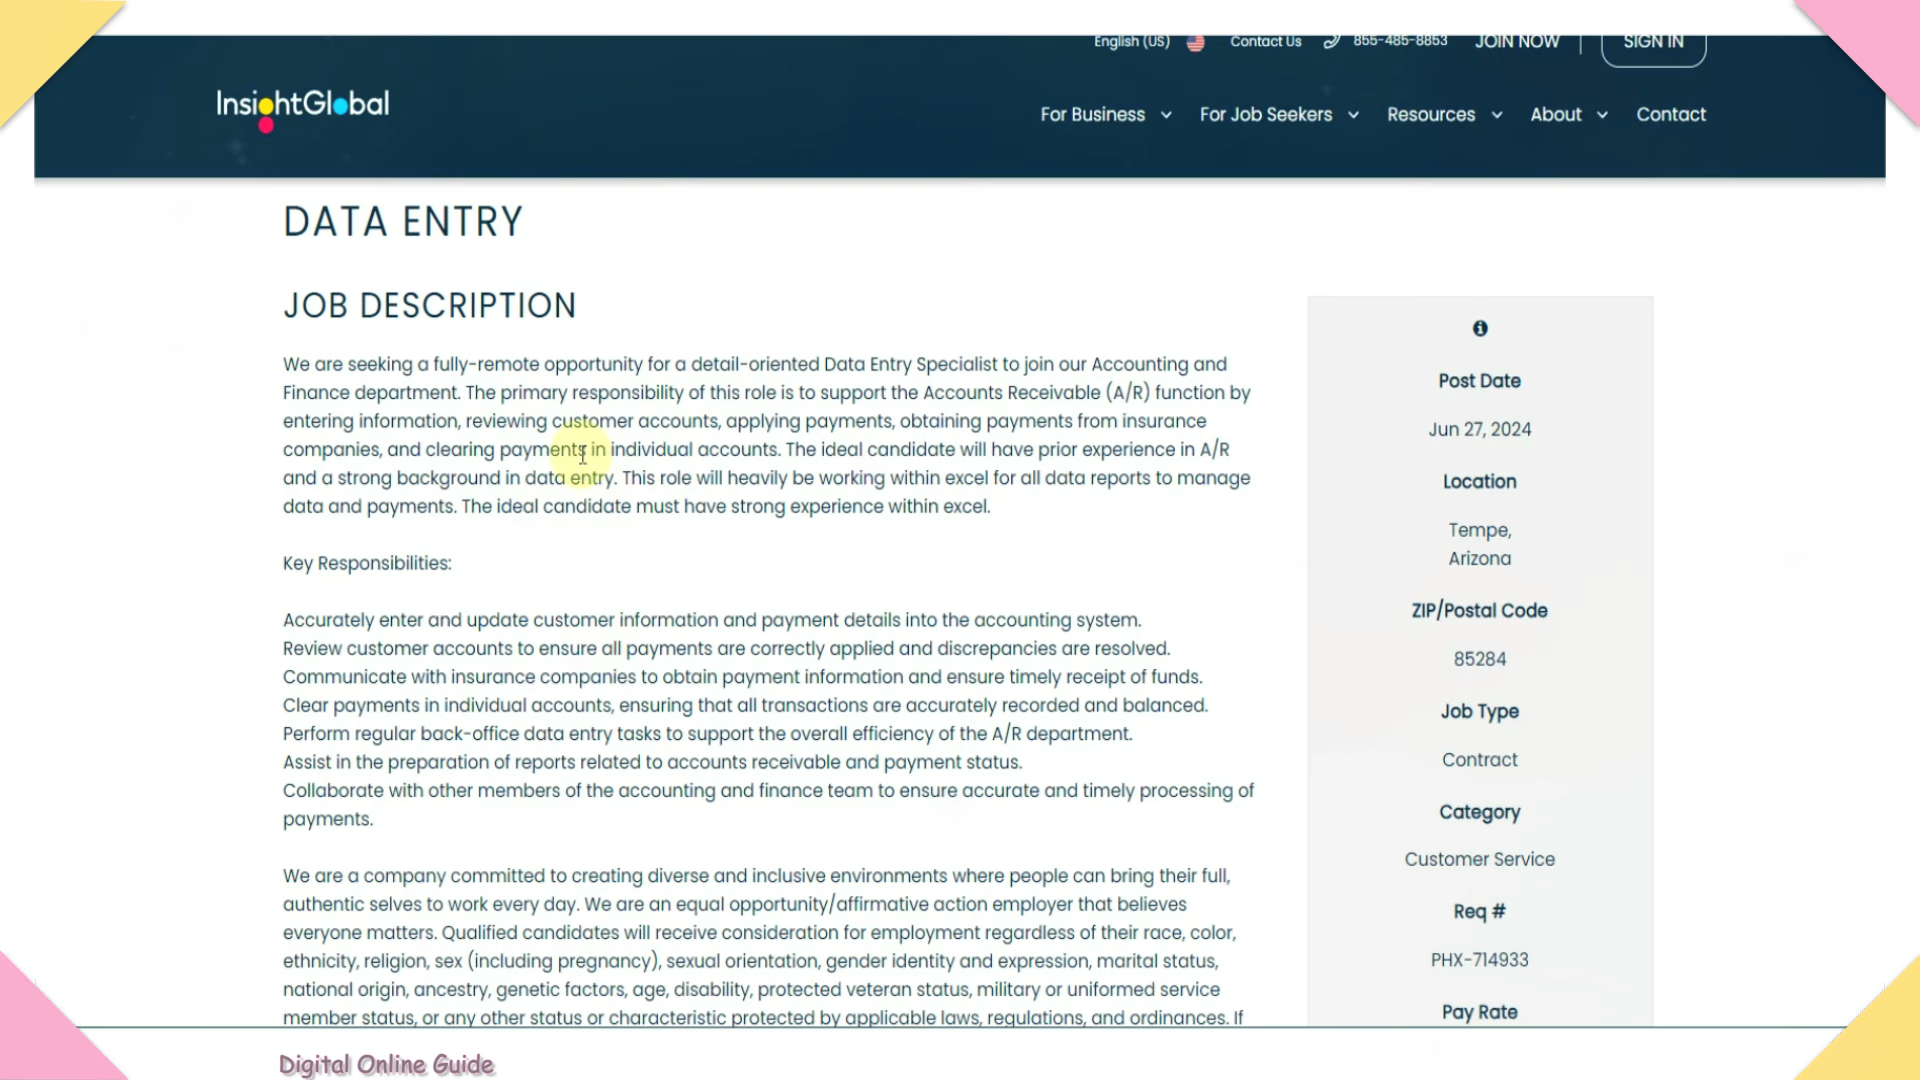 English (US) Contact Us 855-485-8853 JOIN NOW SIGN IN
InsightGlobal
For Business For Job Seekers Resources About Contact
DATA ENTRY
JOB DESCRIPTION
We are seeking a fully-remote opportunity for a detail-oriented Data Entry Specialist to join our Accounting and
Finance department. The primary responsibility of this role is to support the Accounts Receivable (A/R) function by
entering information, reviewing customer accounts, applying payments, obtaining payments from insurance
companies, and clearing payments in individual accounts. The ideal candidate will have prior experience in A/R
and a strong background in data entry. This role will heavily be working within excel for all data reports to manage
data and payments. The ideal candidate must have strong experience within excel.
Key Responsibilities:
Accurately enter and update customer information and payment details into the accounting system.
Review customer accounts to ensure all payments are correctly applied and discrepancies are resolved.
Communicate with insurance companies to obtain payment information and ensure timely receipt of funds.
Clear payments in individual accounts, ensuring that all transactions are accurately recorded and balanced.
Perform regular back-office data entry tasks to support the overall efficiency of the A/R department.
Assist in the preparation of reports related to accounts receivable and payment status.
Collaborate with other members of the accounting and finance team to ensure accurate and timely processing of
payments.
We are a company committed to creating diverse and inclusive environments where people can bring their full,
authentic selves to work every day. We are an equal opportunity/affirmative action employer that believes
everyone matters. Qualified candidates will receive consideration for employment regardless of their race, color,
ethnicity, religion, sex (including pregnancy), sexual orientation, gender identity and expression, marital status,
national origin, ancestry, genetic factors, age, disability, protected veteran status, military or uniformed service
member status, or any other status or characteristic protected by applicable laws, regulations, and ordinances. If
Post Date
Jun 27, 2024
Location
Tempe,
Arizona
ZIP/Postal Code
85284
Job Type
Contract
Category
Customer Service
Req #
PHX-714933
Pay Rate
Digital Online Guide